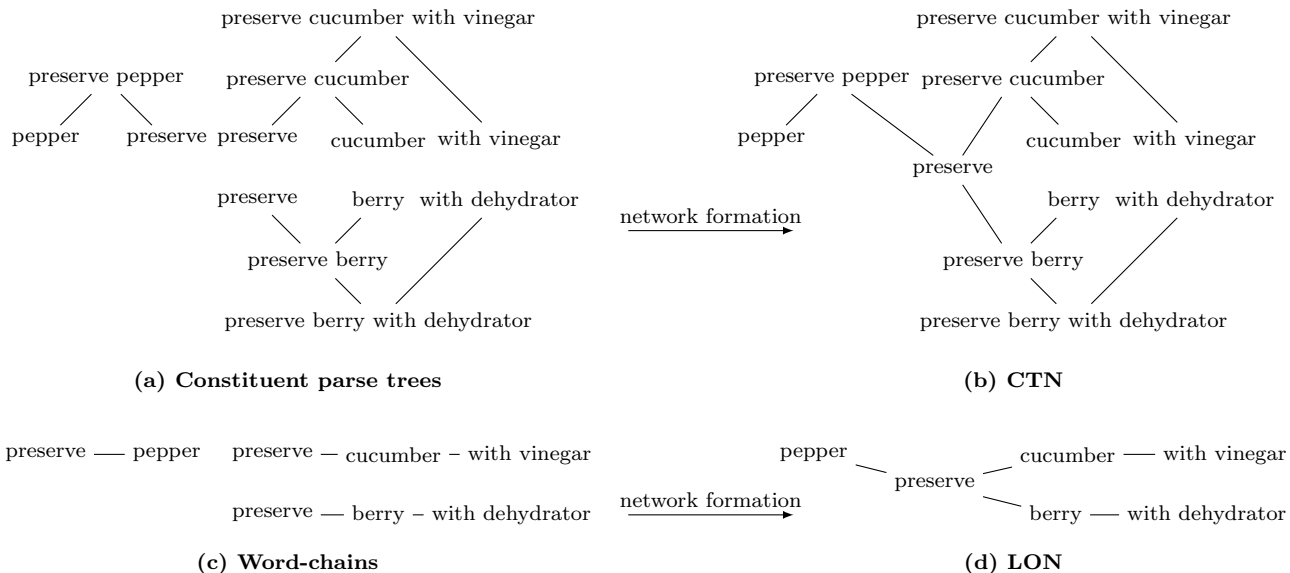 preserve cucumber with vinegar
preserve pepper
preserve cucumber
pepper
preserve
preserve
cucumber
with vinegar
preserve
berry
with dehydrator
preserve berry
preserve berry with dehydrator
(a) Constituent parse trees
network formation
preserve cucumber with vinegar
preserve pepper
preserve cucumber
pepper
cucumber
with vinegar
preserve
berry
with dehydrator
preserve berry
preserve berry with dehydrator
(b) CTN
preserve
pepper
preserve
cucumber
with vinegar
preserve
berry
with dehydrator
(c) Word-chains
network formation
pepper
preserve
cucumber
with vinegar
berry
with dehydrator
(d) LON